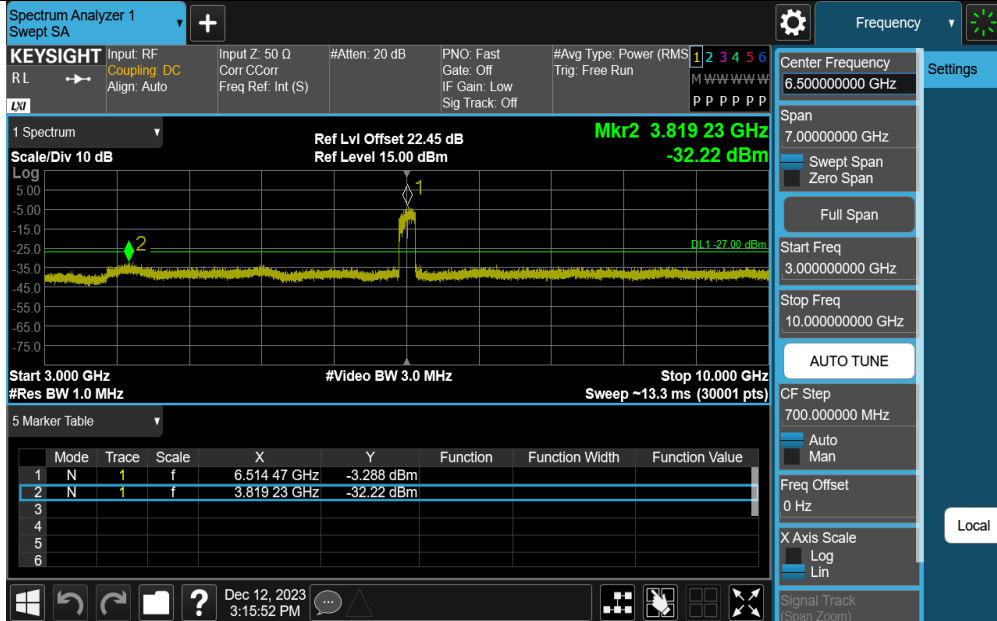 Spectrum Analyzer 1
Swept SA
+
Frequency
KEYSIGHT
RL
LXI
Input: RF
Coupling: DC
Align: Auto
Input Z: 50 Ω
Corr CCorr
Freq Ref: Int (S)
#Atten: 20 dB
PNO: Fast
Gate: Off
IF Gain: Low
Sig Track: Off
#Avg Type: Power (RMS
Trig: Free Run
1 2 3 4 5 6
M W W W W W
P P P P P P
1 Spectrum
Scale/Div 10 dB
Ref Lvl Offset 22.45 dB
Ref Level 15.00 dBm
Mkr2 3.819 23 GHz
-32.22 dBm
Log
5.00
-5.00
-15.0
-25.0
-35.0
-45.0
-55.0
-65.0
-75.0
1
2
DL1 -27.00 dBm
Start 3.000 GHz
#Res BW 1.0 MHz
#Video BW 3.0 MHz
Stop 10.000 GHz
Sweep ~13.3 ms (30001 pts)
5 Marker Table
Mode Trace Scale X Y Function Function Width Function Value
1 N 1 f 6.514 47 GHz -3.288 dBm
2 N 1 f 3.819 23 GHz -32.22 dBm
3
4
5
6
Dec 12, 2023
3:15:52 PM
?
Center Frequency
6.500000000 GHz
Span
7.00000000 GHz
Swept Span
Zero Span
Full Span
Start Freq
3.000000000 GHz
Stop Freq
10.000000000 GHz
AUTO TUNE
CF Step
700.000000 MHz
Auto
Man
Freq Offset
0 Hz
X Axis Scale
Log
Lin
Signal Track
(Span Zoom)
Settings
Local